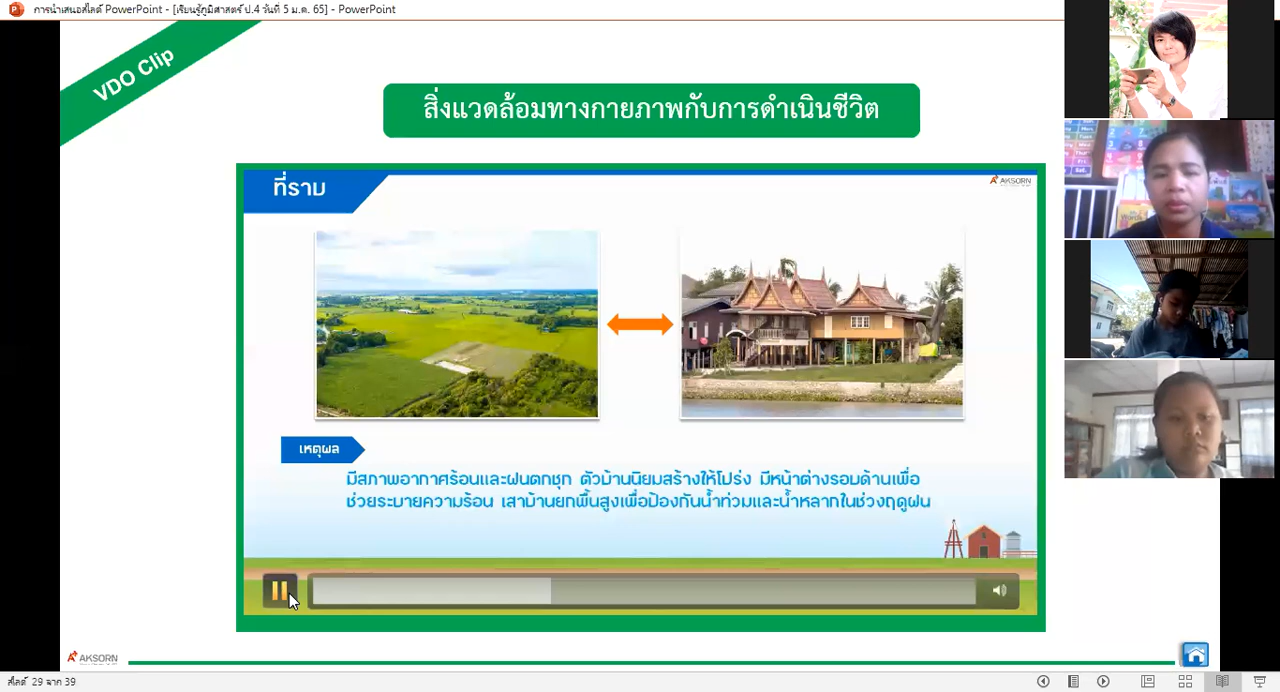 การนำเสนอสไลด์ PowerPoint - [เรียนรู้ภูมิศาสตร์ ป.4 วันที่ 5 ม.ค. 65] - PowerPoint
VDO Clip
สิ่งแวดล้อมทางกายภาพกับการดำเนินชีวิต
ที่ราบ
AKSORN
เหตุผล
มีสภาพอากาศร้อนและฝนตกชุก ตัวบ้านนิยมสร้างให้โปร่ง มีหน้าต่างรอบด้านเพื่อ
ช่วยระบายความร้อน เสาบ้านยกพื้นสูงเพื่อป้องกันน้ำท่วมและน้ำหลากในช่วงฤดูฝน
AKSORN
สไลด์ 29 จาก 39